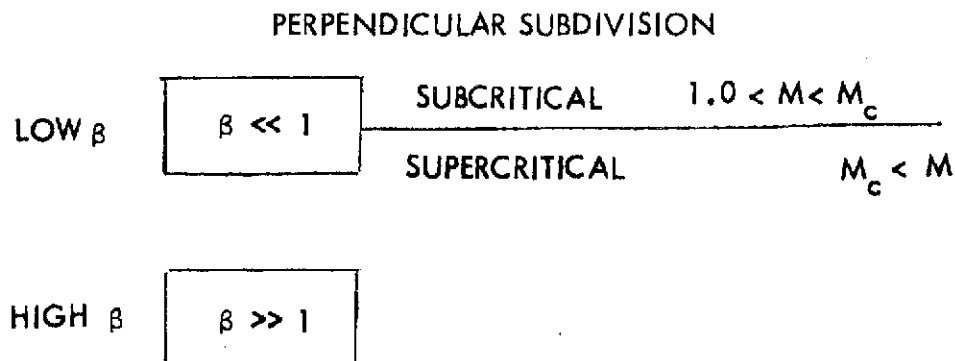 PERPENDICULAR SUBDIVISION
SUBCRITICAL 1.0 < M < M_c
LOW β β << 1
SUPERCRITICAL M_c < M
HIGH β β >> 1